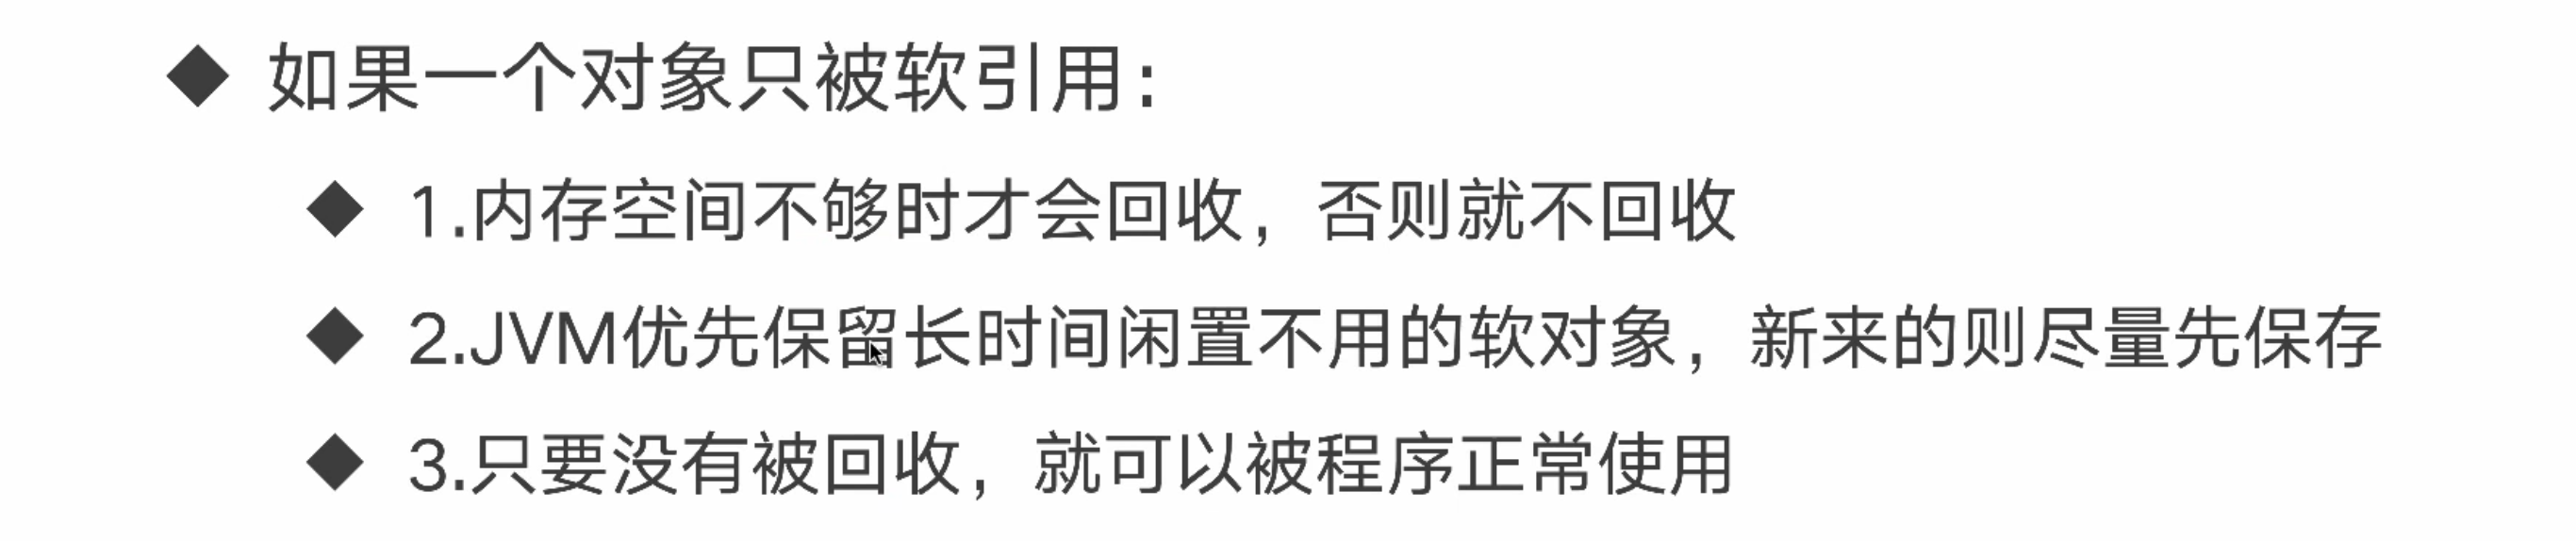 如果一个对象只被软引用：
1.内存空间不够时才会回收，否则就不回收
2.JVM优先保留长时间闲置不用的软对象，新来的则尽量先保存
3.只要没有被回收，就可以被程序正常使用